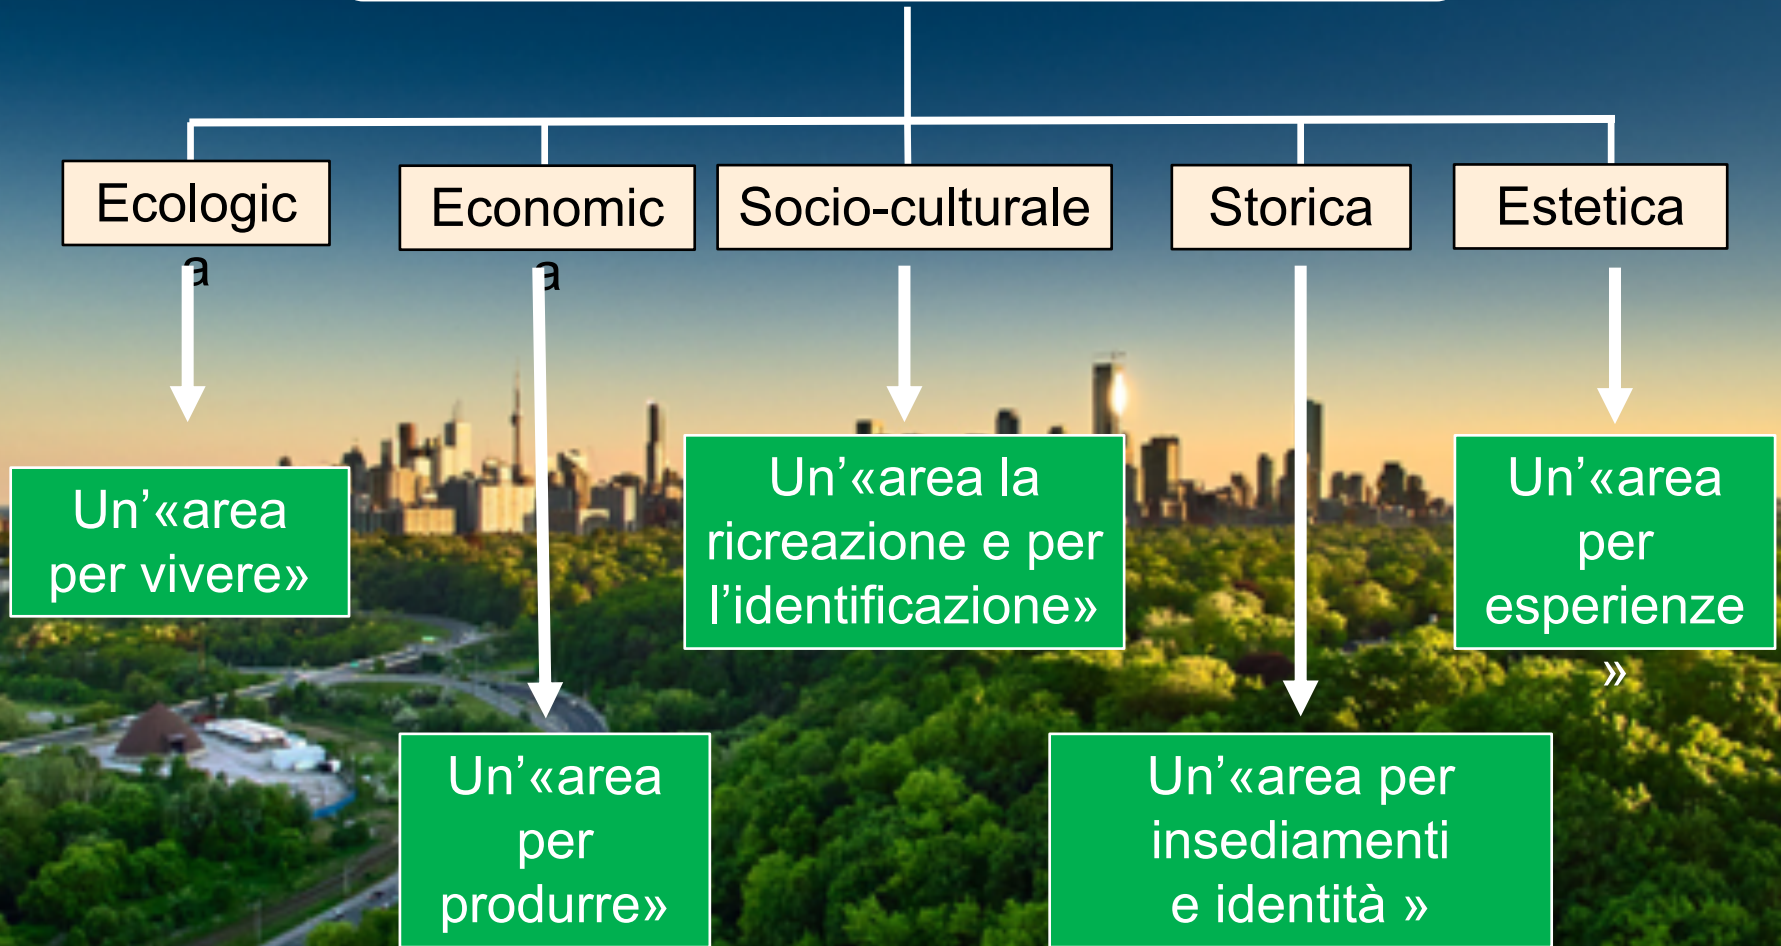 Ecologic
a
Economic
a
Socio-culturale
Storica
Estetica
Un’«area
per vivere»
Un’«area
per
produrre»
Un’«area la
ricreazione e per
l’identificazione»
Un’«area per
insediamenti
e identità »
Un’«area
per
esperienze
»